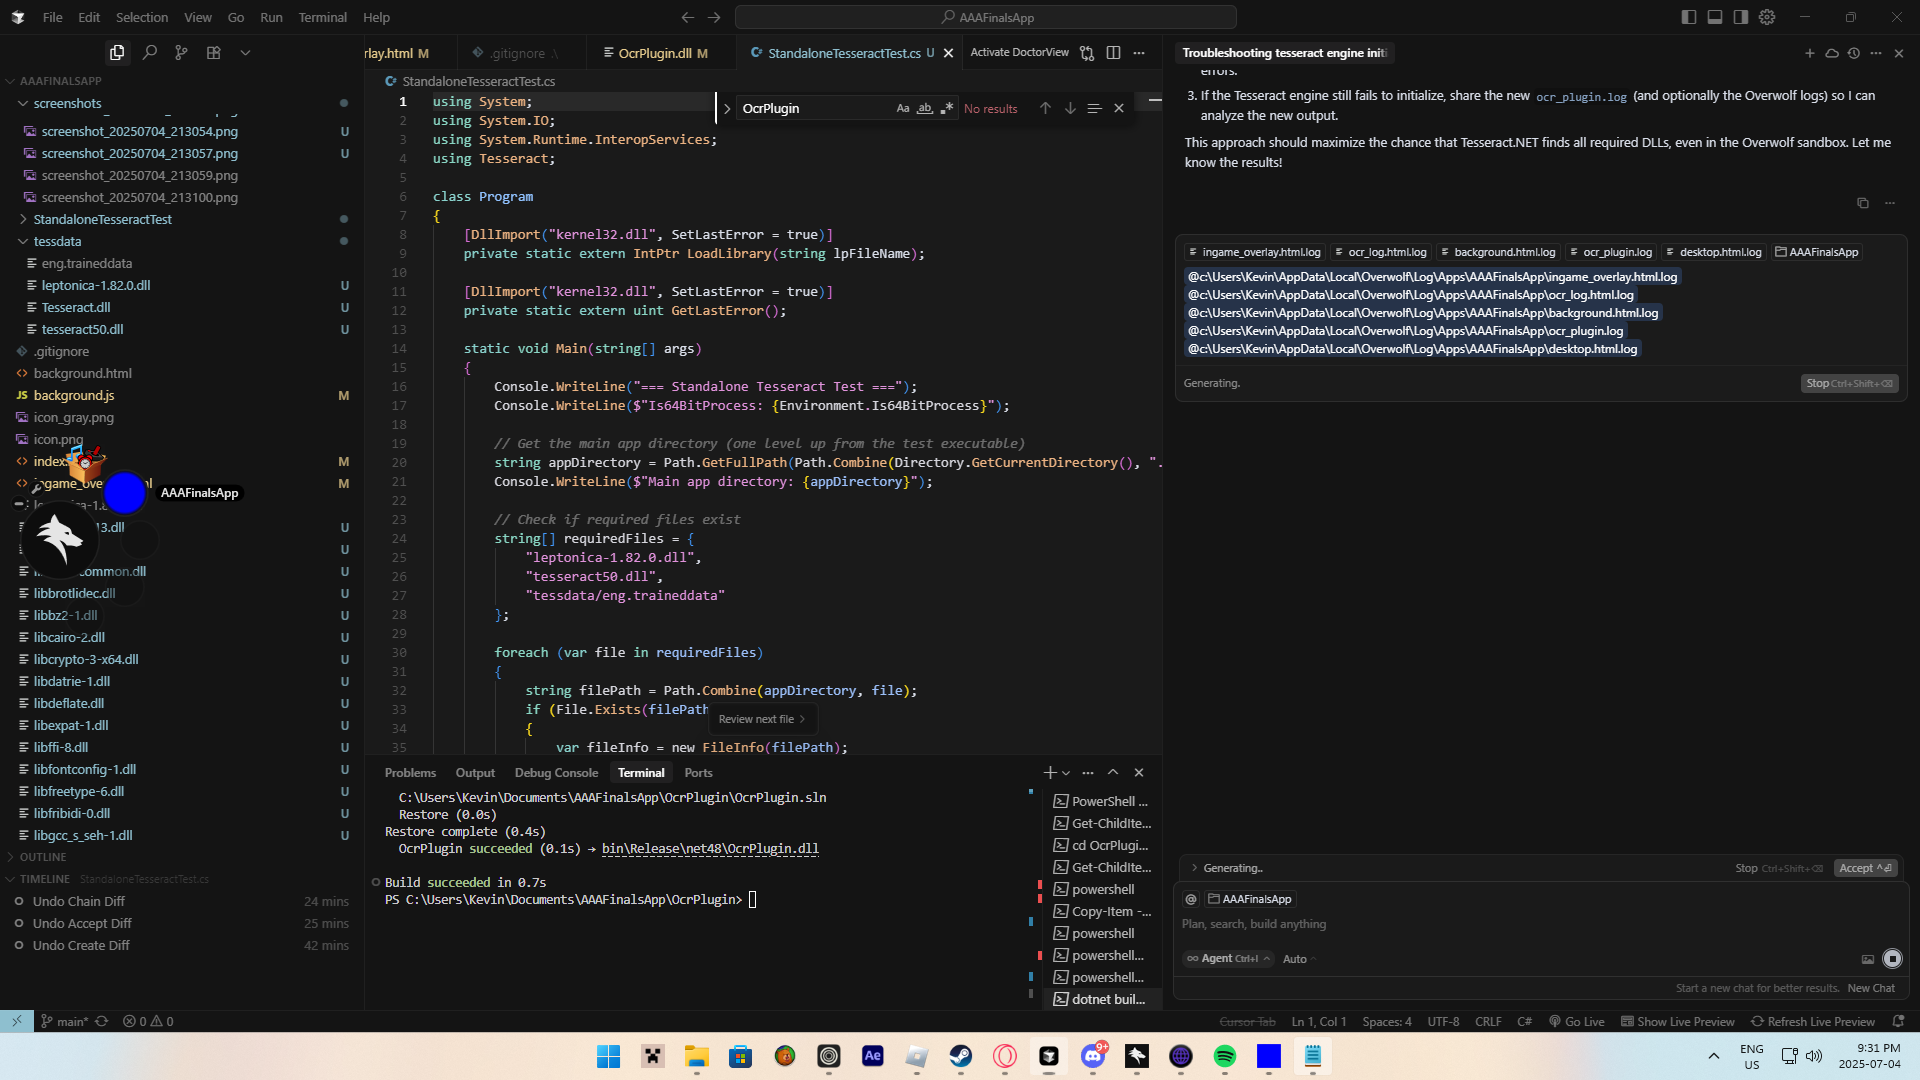 File Edit Selection View Go Run Terminal Help
AAAFinalsApp
AAAFINALSAPP
screenshots
screenshot_20250704_213054.png U
screenshot_20250704_213057.png U
screenshot_20250704_213059.png
screenshot_20250704_213100.png
StandaloneTesseractTest
tessdata
eng.traineddata
leptonica-1.82.0.dll U
Tesseract.dll U
tesseract50.dll U
.gitignore
background.html
JS background.js M
icon_gray.png
icon.png
index. M
ingame_ov ml M
AAAFinalsApp
13.dll U
U
common.dll U
libbrotlidec.dll U
libbz2-1.dll U
libcairo-2.dll U
libcrypto-3-x64.dll U
libdatrie-1.dll U
libdeflate.dll U
libexpat-1.dll U
libffi-8.dll U
libfontconfig-1.dll U
libfreetype-6.dll U
libfribidi-0.dll U
libgcc_s_seh-1.dll U
OUTLINE
TIMELINE StandaloneTesseractTest.cs
Undo Chain Diff 24 mins
Undo Accept Diff 25 mins
Undo Create Diff 42 mins
rlay.html M .gitignore OcrPlugin.dll M StandaloneTesseractTest.cs U Activate DoctorView
StandaloneTesseractTest.cs
OcrPlugin Aa ab No results
1 using System;
2 using System.IO;
3 using System.Runtime.InteropServices;
4 using Tesseract;
5
6 class Program
7 {
8 [DllImport("kernel32.dll", SetLastError = true)]
9 private static extern IntPtr LoadLibrary(string lpFileName);
10
11 [DllImport("kernel32.dll", SetLastError = true)]
12 private static extern uint GetLastError();
13
14 static void Main(string[] args)
15 {
16 Console.WriteLine("=== Standalone Tesseract Test ===");
17 Console.WriteLine($"Is64BitProcess: {Environment.Is64BitProcess}");
18
19 // Get the main app directory (one level up from the test executable)
20 string appDirectory = Path.GetFullPath(Path.Combine(Directory.GetCurrentDirectory(), ".
21 Console.WriteLine($"Main app directory: {appDirectory}");
22
23 // Check if required files exist
24 string[] requiredFiles = {
25 "leptonica-1.82.0.dll",
26 "tesseract50.dll",
27 "tessdata/eng.traineddata"
28 };
29
30 foreach (var file in requiredFiles)
31 {
32 string filePath = Path.Combine(appDirectory, file);
33 if (File.Exists(filePath
34 {
35 var fileInfo = new FileInfo(filePath);
Review next file
Problems Output Debug Console Terminal Ports
C:\Users\Kevin\Documents\AAAFinalsApp\OcrPlugin\OcrPlugin.sln
Restore (0.0s)
Restore complete (0.4s)
OcrPlugin succeeded (0.1s) → bin\Release\net48\OcrPlugin.dll
Build succeeded in 0.7s
PS C:\Users\Kevin\Documents\AAAFinalsApp\OcrPlugin>
PowerShell ...
Get-ChildIte...
cd OcrPlugi...
Get-ChildIte...
powershell
Copy-Item -...
powershell
powershell...
powershell...
dotnet buil...
Troubleshooting tesseract engine initi
errors.
3. If the Tesseract engine still fails to initialize, share the new ocr_plugin.log (and optionally the Overwolf logs) so I can
analyze the new output.
This approach should maximize the chance that Tesseract.NET finds all required DLLs, even in the Overwolf sandbox. Let me
know the results!
ingame_overlay.html.log ocr_log.html.log background.html.log ocr_plugin.log desktop.html.log AAAFinalsApp
@c:\Users\Kevin\AppData\Local\Overwolf\Log\Apps\AAAFinalsApp\ingame_overlay.html.log
@c:\Users\Kevin\AppData\Local\Overwolf\Log\Apps\AAAFinalsApp\ocr_log.html.log
@c:\Users\Kevin\AppData\Local\Overwolf\Log\Apps\AAAFinalsApp\background.html.log
@c:\Users\Kevin\AppData\Local\Overwolf\Log\Apps\AAAFinalsApp\ocr_plugin.log
@c:\Users\Kevin\AppData\Local\Overwolf\Log\Apps\AAAFinalsApp\desktop.html.log
Generating. Stop Ctrl+Shift+⌫
Generating.. Stop Ctrl+Shift+⌫ Accept ^⏎
@ AAAFinalsApp
Plan, search, build anything
∞ Agent Ctrl+I Auto
Start a new chat for better results. New Chat
main* 0 0 Cursor Tab Ln 1, Col 1 Spaces: 4 UTF-8 CRLF C# Go Live Show Live Preview Refresh Live Preview
Ae 9+ ENG US 9:31 PM 2025-07-04